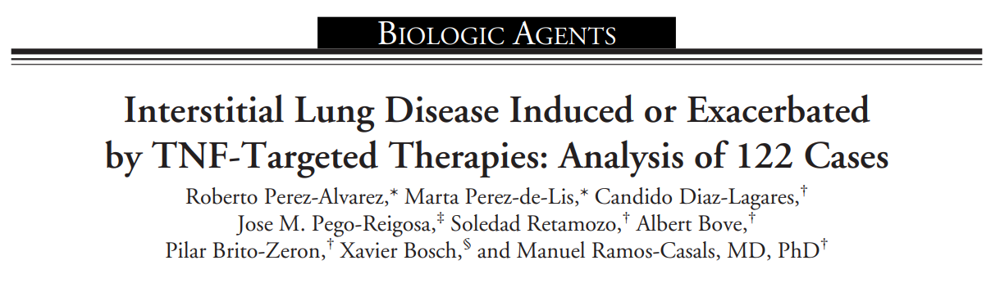 BIOLOGIC AGENTS
Interstitial Lung Disease Induced or Exacerbated
by TNF-Targeted Therapies: Analysis of 122 Cases
Roberto Perez-Alvarez,* Marta Perez-de-Lis,* Candido Diaz-Lagares,†
Jose M. Pego-Reigosa,‡ Soledad Retamozo,† Albert Bove,†
Pilar Brito-Zeron,† Xavier Bosch,§ and Manuel Ramos-Casals, MD, PhD†